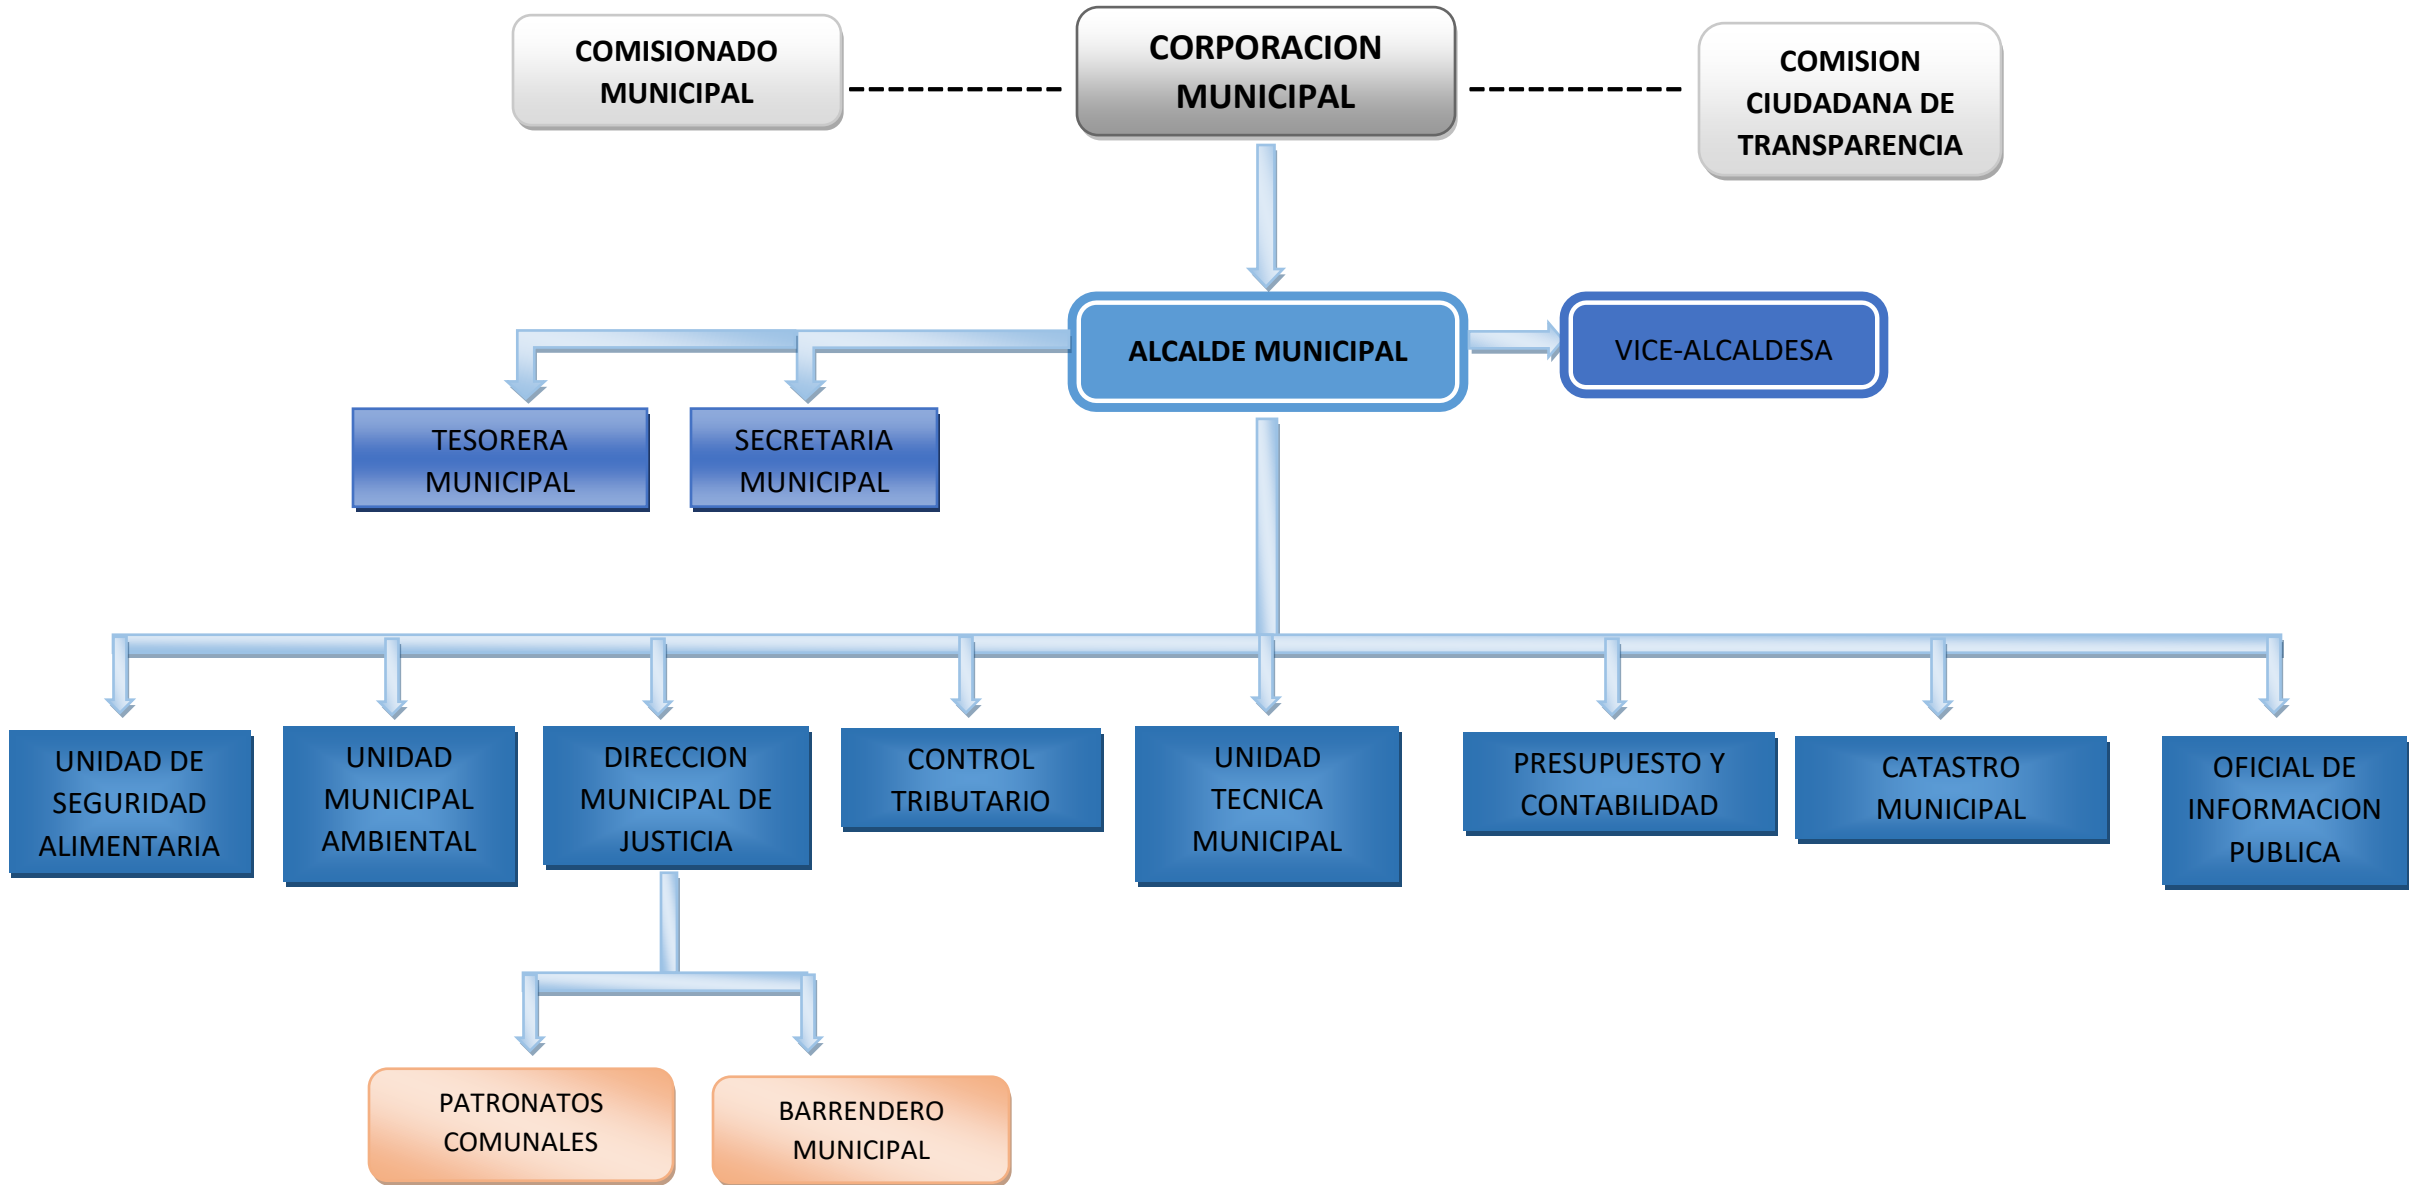 COMISIONADO
MUNICIPAL
CORPORACION
MUNICIPAL
COMISION
CIUDADANA DE
TRANSPARENCIA
ALCALDE MUNICIPAL
VICE-ALCALDESA
TESORERA
MUNICIPAL
SECRETARIA
MUNICIPAL
UNIDAD DE
SEGURIDAD
ALIMENTARIA
UNIDAD
MUNICIPAL
AMBIENTAL
DIRECCION
MUNICIPAL DE
JUSTICIA
CONTROL
TRIBUTARIO
UNIDAD
TECNICA
MUNICIPAL
PRESUPUESTO Y
CONTABILIDAD
CATASTRO
MUNICIPAL
OFICIAL DE
INFORMACION
PUBLICA
PATRONATOS
COMUNALES
BARRENDERO
MUNICIPAL